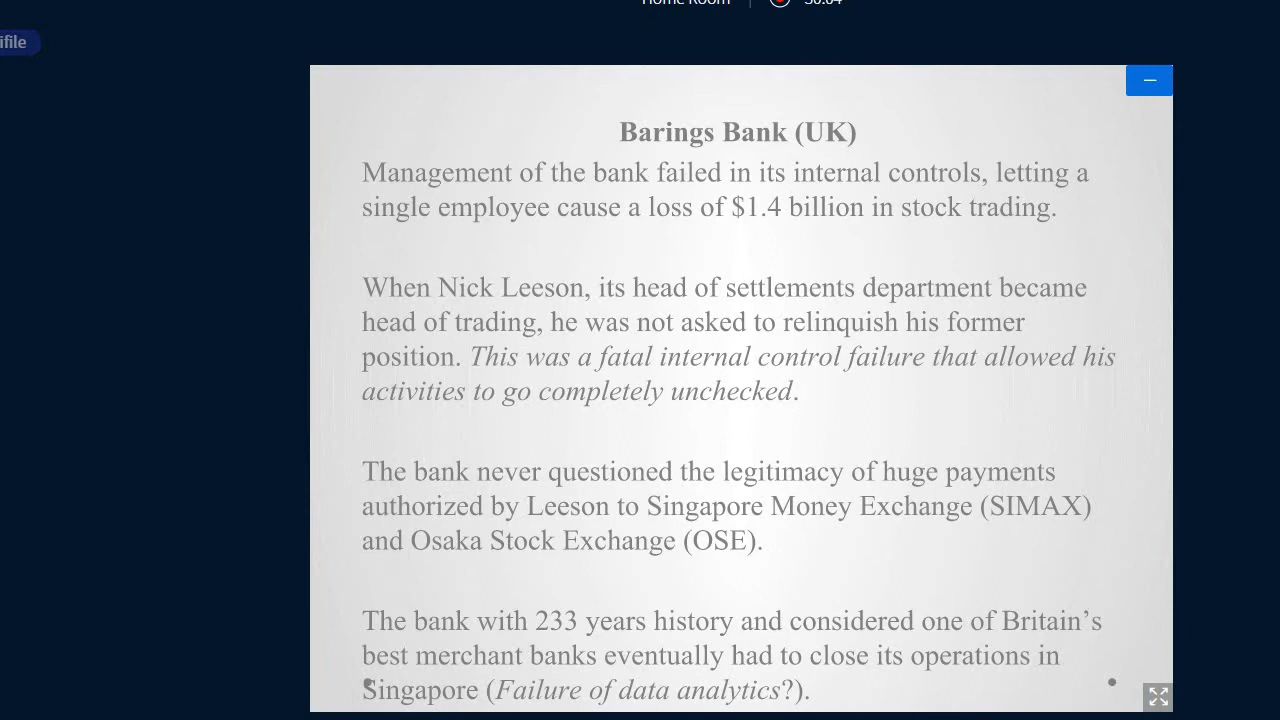 Home Room
30:04
ifile
Barings Bank (UK)
Management of the bank failed in its internal controls, letting a
single employee cause a loss of $1.4 billion in stock trading.
When Nick Leeson, its head of settlements department became
head of trading, he was not asked to relinquish his former
position. This was a fatal internal control failure that allowed his
activities to go completely unchecked.
The bank never questioned the legitimacy of huge payments
authorized by Leeson to Singapore Money Exchange (SIMAX)
and Osaka Stock Exchange (OSE).
The bank with 233 years history and considered one of Britain’s
best merchant banks eventually had to close its operations in
Singapore (Failure of data analytics?).